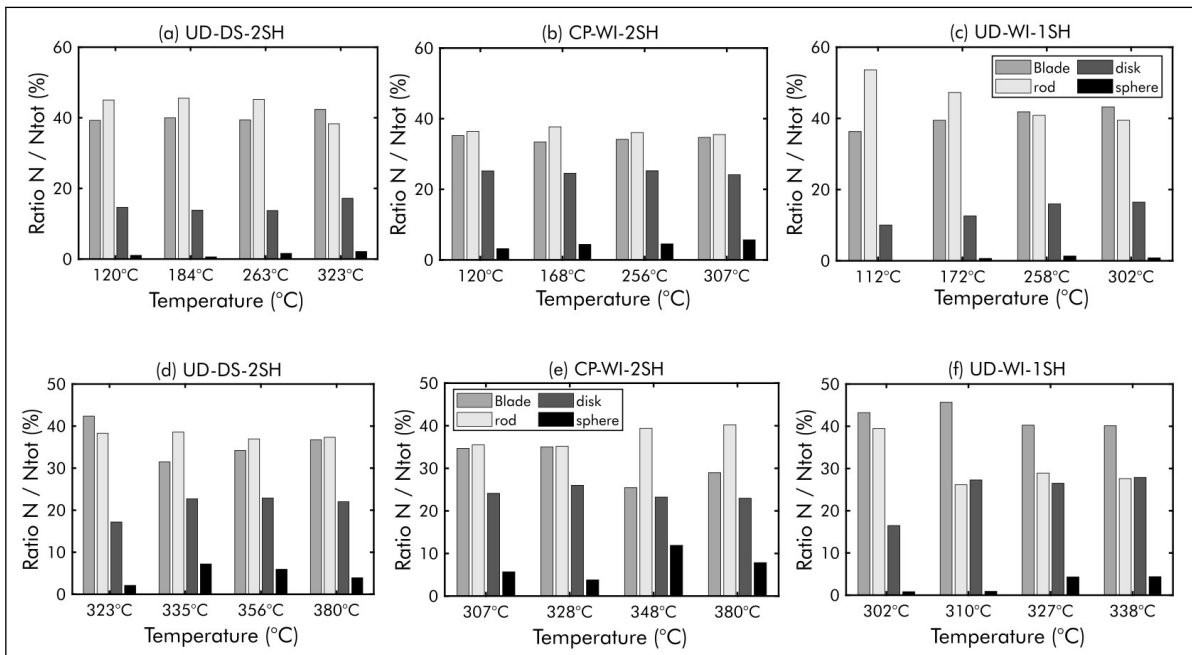 (a) UD-DS-2SH
(b) CP-WI-2SH
(c) UD-WI-1SH
60
40
20
0
Ratio N / Ntot (%)
120°C 184°C 263°C 323°C
Temperature (°C)
60
40
20
0
Ratio N / Ntot (%)
120°C 168°C 256°C 307°C
Temperature (°C)
60
40
20
0
Ratio N / Ntot (%)
Blade disk
rod sphere
112°C 172°C 258°C 302°C
Temperature (°C)
(d) UD-DS-2SH
(e) CP-WI-2SH
(f) UD-WI-1SH
50
40
30
20
10
0
Ratio N / Ntot (%)
323°C 335°C 356°C 380°C
Temperature (°C)
50
40
30
20
10
0
Ratio N / Ntot (%)
Blade disk
rod sphere
307°C 328°C 348°C 380°C
Temperature (°C)
50
40
30
20
10
0
Ratio N / Ntot (%)
302°C 310°C 327°C 338°C
Temperature (°C)